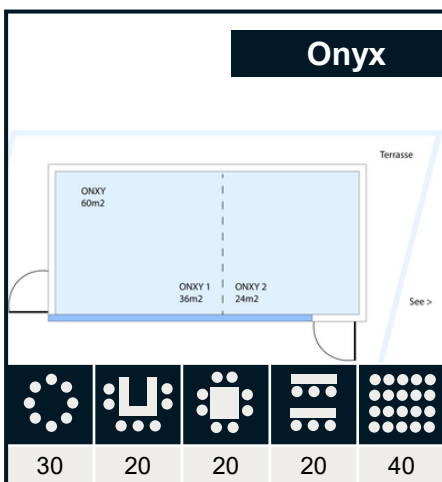 Onyx
Terrasse
ONXY
60m2
ONXY 1
36m2
ONXY 2
24m2
See >
30
20
20
20
40